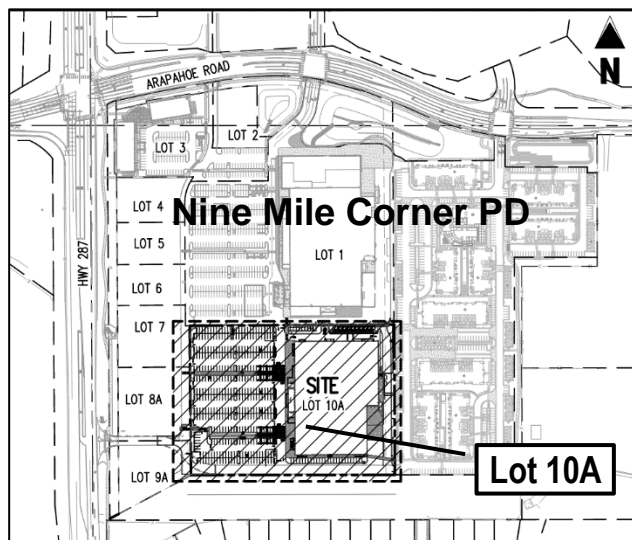 ARAPAHOE ROAD
N
LOT 2
LOT 3
LOT 4
Nine Mile Corner PD
LOT 5
LOT 1
HWY 287
LOT 6
LOT 7
SITE
LOT 8A
LOT 10A
LOT 9A
Lot 10A